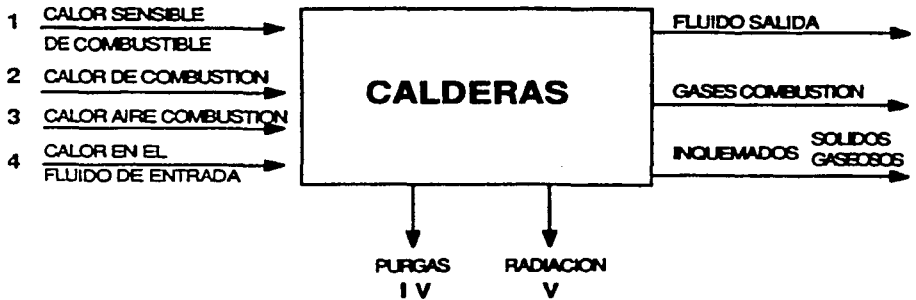 1 CALOR SENSIBLE
DE COMBUSTIBLE
2 CALOR DE COMBUSTION
3 CALOR AIRE COMBUSTION
4 CALOR EN EL
FLUIDO DE ENTRADA
CALDERAS
FLUIDO SALIDA
GASES COMBUSTION
INQUEMADOS SOLIDOS
GASEOSOS
PURGAS
I V
RADIACION
V